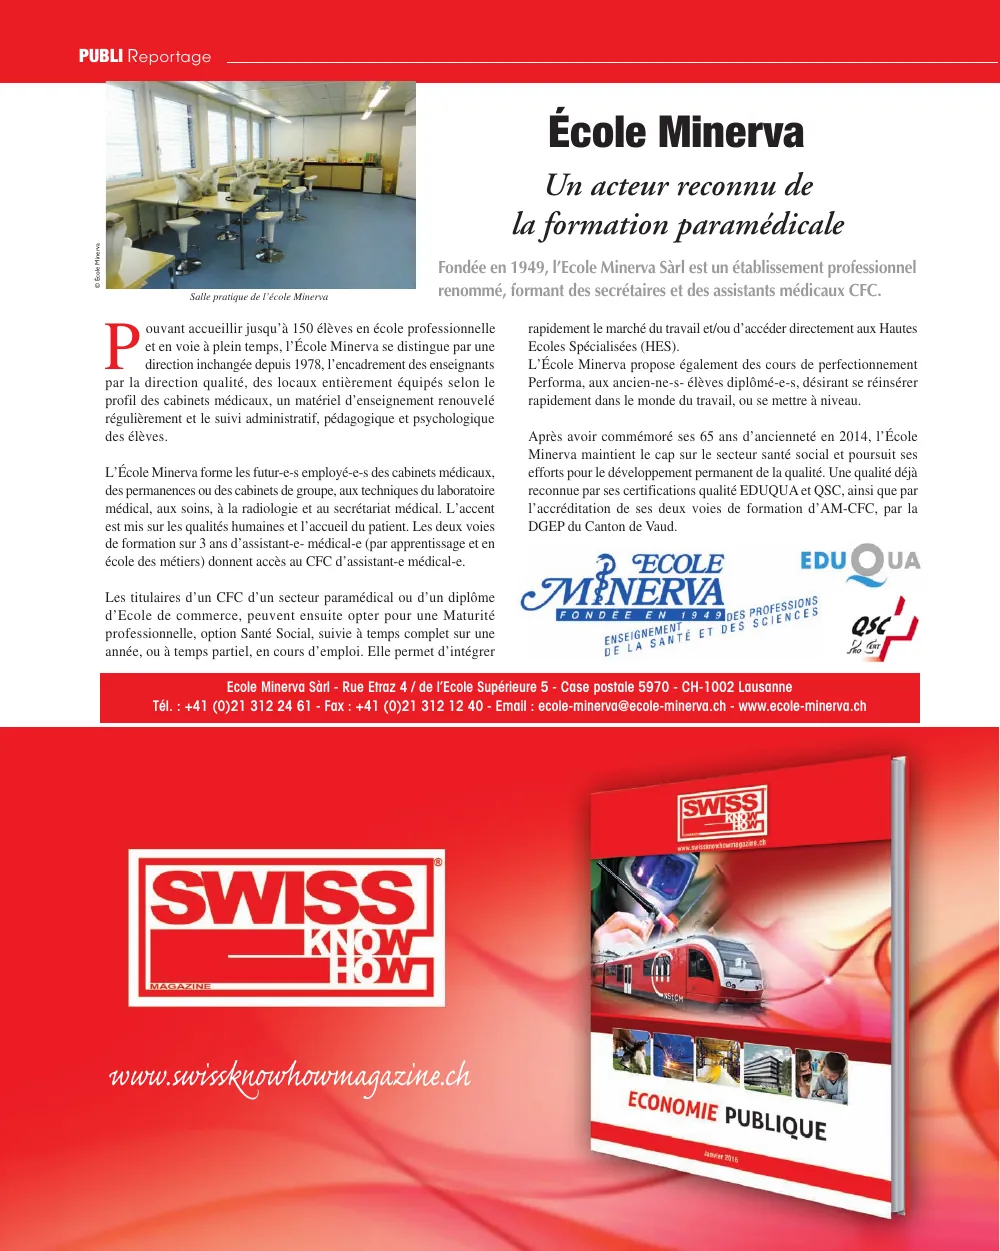 PUBLI Reportage
© École Minerva
Salle pratique de l'école Minerva
École Minerva
Un acteur reconnu de
la formation paramédicale
Fondée en 1949, l'Ecole Minerva Sàrl est un établissement professionnel
renommé, formant des secrétaires et des assistants médicaux CFC.
Pouvant accueillir jusqu'à 150 élèves en école professionnelle
et en voie à plein temps, l'École Minerva se distingue par une
direction inchangée depuis 1978, l'encadrement des enseignants
par la direction qualité, des locaux entièrement équipés selon le
profil des cabinets médicaux, un matériel d'enseignement renouvelé
régulièrement et le suivi administratif, pédagogique et psychologique
des élèves.
L'École Minerva forme les futur-e-s employé-e-s des cabinets médicaux,
des permanences ou des cabinets de groupe, aux techniques du laboratoire
médical, aux soins, à la radiologie et au secrétariat médical. L'accent
est mis sur les qualités humaines et l'accueil du patient. Les deux voies
de formation sur 3 ans d'assistant-e- médical-e (par apprentissage et en
école des métiers) donnent accès au CFC d'assistant-e médical-e.
Les titulaires d'un CFC d'un secteur paramédical ou d'un diplôme
d'Ecole de commerce, peuvent ensuite opter pour une Maturité
professionnelle, option Santé Social, suivie à temps complet sur une
année, ou à temps partiel, en cours d'emploi. Elle permet d'intégrer
rapidement le marché du travail et/ou d'accéder directement aux Hautes
Ecoles Spécialisées (HES).
L'École Minerva propose également des cours de perfectionnement
Performa, aux ancien-ne-s- élèves diplômé-e-s, désirant se réinsérer
rapidement dans le monde du travail, ou se mettre à niveau.
Après avoir commémoré ses 65 ans d'ancienneté en 2014, l'École
Minerva maintient le cap sur le secteur santé social et poursuit ses
efforts pour le développement permanent de la qualité. Une qualité déjà
reconnue par ses certifications qualité EDUQUA et QSC, ainsi que par
l'accréditation de ses deux voies de formation d'AM-CFC, par la
DGEP du Canton de Vaud.
ECOLE
MINERVA
FONDÉE EN 1949
ENSEIGNEMENT DES PROFESSIONS
DE LA SANTÉ ET DES SCIENCES
EDUQUA
QSC
PRO CERT
Ecole Minerva Sàrl - Rue Etraz 4 / de l'Ecole Supérieure 5 - Case postale 5970 - CH-1002 Lausanne
Tél. : +41 (0)21 312 24 61 - Fax : +41 (0)21 312 12 40 - Email : ecole-minerva@ecole-minerva.ch - www.ecole-minerva.ch
SWISS®
KNOW
HOW
MAGAZINE
www.swissknowhowmagazine.ch
SWISS
KNOW
HOW
www.swissknowhowmagazine.ch
NStCM
ECONOMIE PUBLIQUE
Janvier 2016